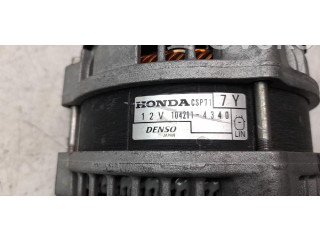 HONDA CSP71 7Y
12V 104211-4340
DENSO LIN
JAPAN